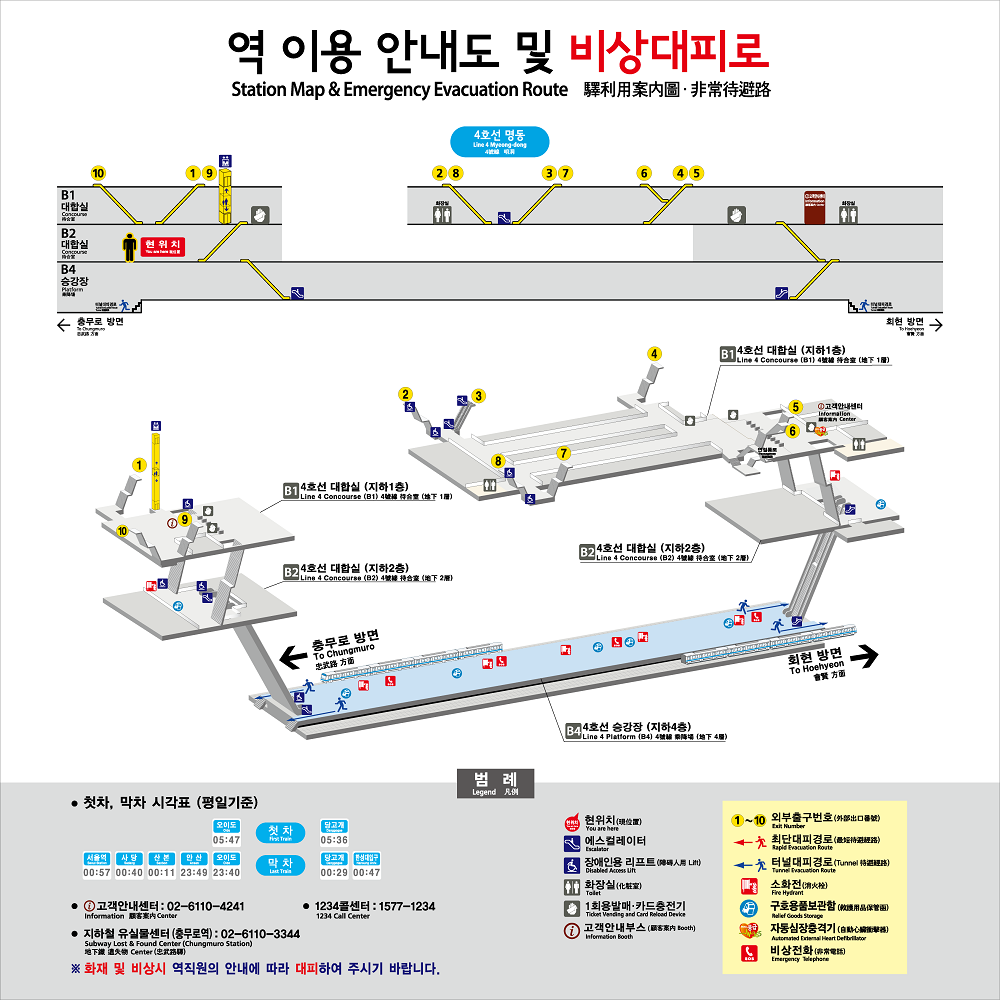 역 이용 안내도 및 비상대피로
Station Map & Emergency Evacuation Route 驛利用案内圖·非常待避路
4호선 명동
Line 4 Myeong-dong
4號線 明洞
10 1 9 2 8 3 7 6 4 5
B1
대합실
Concourse
待合室
화장실
화장실
B2
대합실
Concourse
待合室
현위치
You are here 現位置
B4
승강장
Platform
乘降場
터널대피경로
터널대피경로
충무로 방면
To Chungmuro
忠武路 方面
회현 방면
To Hoehyeon
會賢 方面
B1 4호선 대합실 (지하1층)
Line 4 Concourse (B1) 4號線 待合室 (地下 1層)
4
2
3
5
고객안내센터
Information
顧客案內 Center
6
8
7
1
10
9
B1 4호선 대합실 (지하1층)
Line 4 Concourse (B1) 4號線 待合室 (地下 1層)
B2 4호선 대합실 (지하2층)
Line 4 Concourse (B2) 4號線 待合室 (地下 2層)
B2 4호선 대합실 (지하2층)
Line 4 Concourse (B2) 4號線 待合室 (地下 2層)
충무로 방면
To Chungmuro
忠武路 方面
회현 방면
To Hoehyeon
會賢 方面
B4 4호선 승강장 (지하4층)
Line 4 Platform (B4) 4號線 乘降場 (地下 4層)
범 례
Legend 凡例
• 첫차, 막차 시각표 (평일기준)
오이도 첫차 당고개
05:47 First Train 05:36
서울역 사당 산본 안산 오이도 막차 당고개 한성대입구
00:57 00:40 00:11 23:49 23:40 Last Train 00:29 00:47
• 고객안내센터 : 02-6110-4241
Information 顧客案內 Center
• 1234콜센터 : 1577-1234
1234 Call Center
• 지하철 유실물센터 (충무로역) : 02-6110-3344
Subway Lost & Found Center (Chungmuro Station)
地下鐵 遺失物 Center (忠武路驛)
※ 화재 및 비상시 역직원의 안내에 따라 대피하여 주시기 바랍니다.
현위치 (現位置)
You are here
에스컬레이터
Escalator
장애인용 리프트 (障碍人用 Lift)
Disabled Access Lift
화장실 (化粧室)
Toilet
1회용발매·카드충전기
Ticket Vending and Card Reload Device
고객안내부스 (顧客案內 Booth)
Information Booth
1~10 외부출구번호 (外部出口番號)
Exit Number
최단대피경로 (最短待避經路)
Rapid Evacuation Route
터널대피경로 (Tunnel 待避經路)
Tunnel Evacuation Route
소화전 (消火栓)
Fire Hydrant
구호용품보관함 (救護用品保管函)
Relief Goods Storage
자동심장충격기 (自動心臟衝擊器)
Automated External Heart Defibrillator
비상전화 (非常電話)
Emergency Telephone